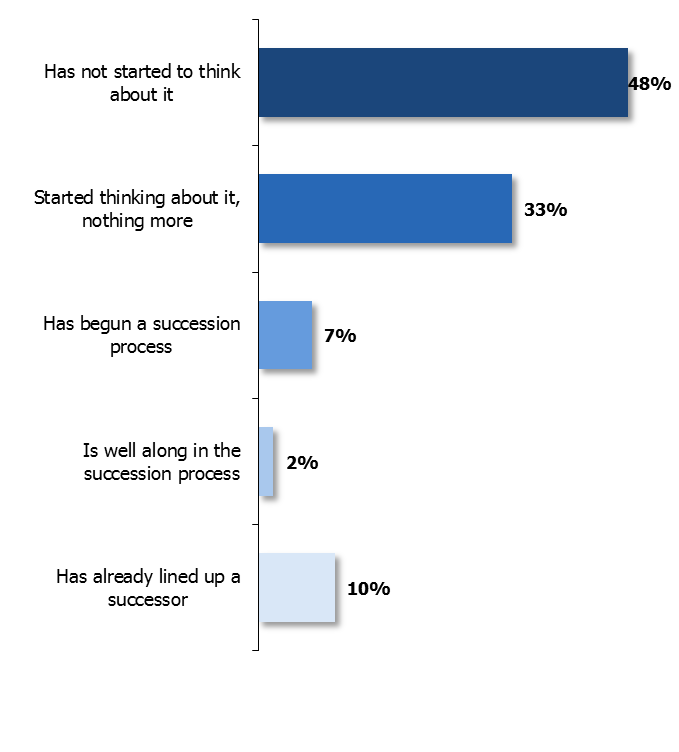 Has not started to think
about it
48%
Started thinking about it,
nothing more
33%
Has begun a succession
process
7%
Is well along in the
succession process
2%
Has already lined up a
successor
10%